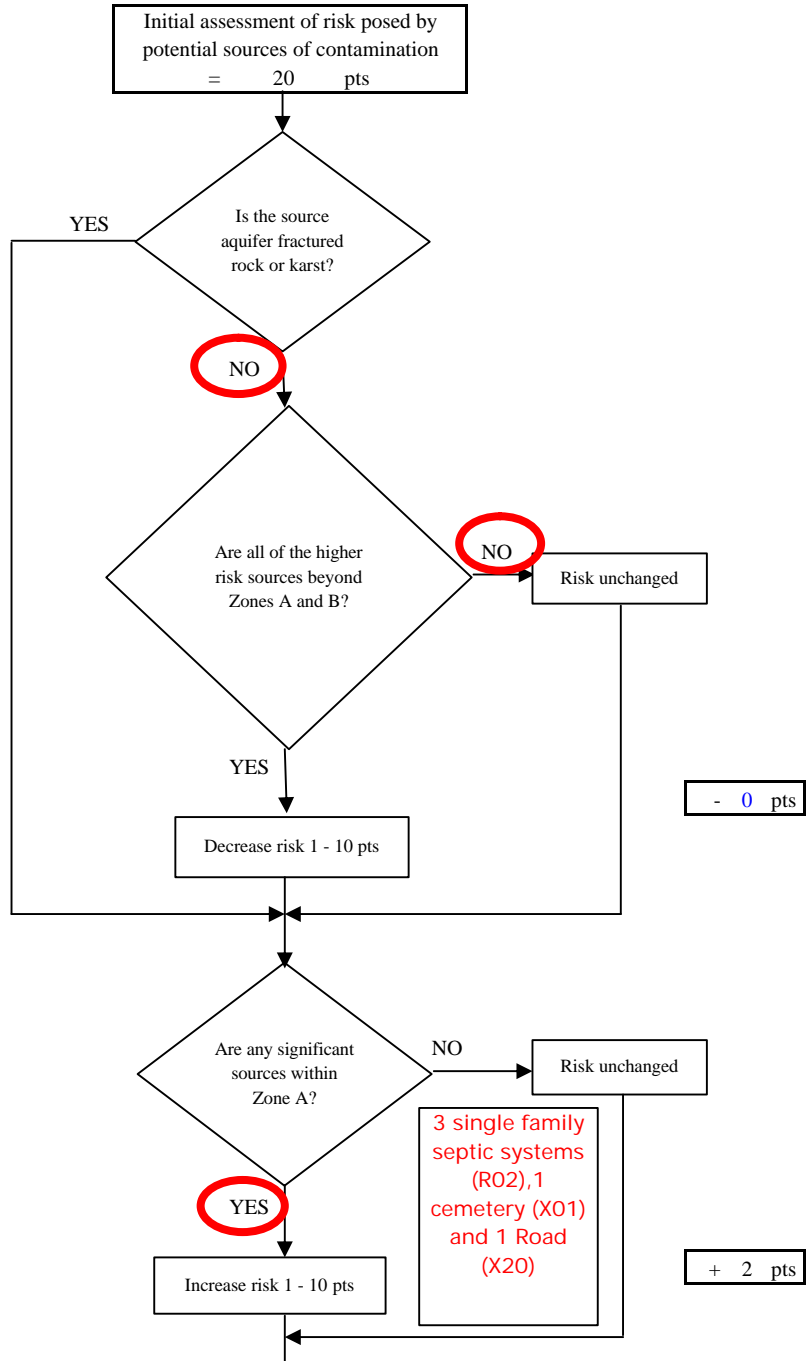 Initial assessment of risk posed by
potential sources of contamination
= 20 pts
YES
Is the source
aquifer fractured
rock or karst?
NO
Are all of the higher
risk sources beyond
Zones A and B?
NO
Risk unchanged
YES
- 0 pts
Decrease risk 1 - 10 pts
Are any significant
sources within
Zone A?
NO
Risk unchanged
3 single family
septic systems
(R02),1
cemetery (X01)
and 1 Road
(X20)
YES
+ 2 pts
Increase risk 1 - 10 pts